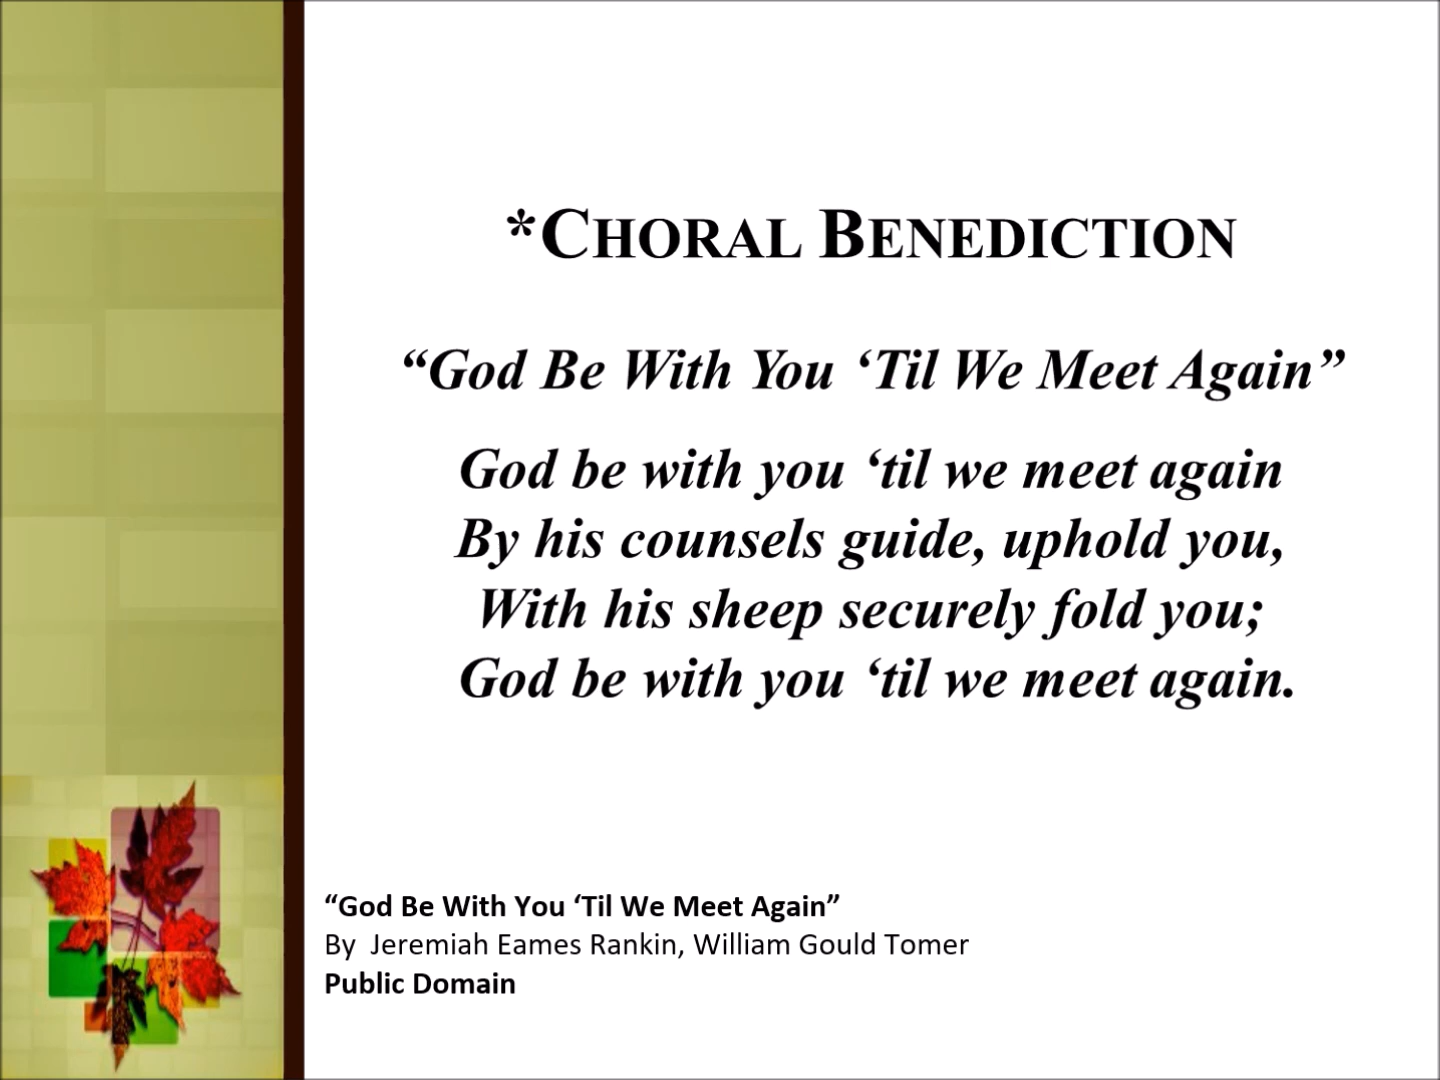 *CHORAL BENEDICTION
“God Be With You ‘Til We Meet Again”
God be with you ‘til we meet again
By his counsels guide, uphold you,
With his sheep securely fold you;
God be with you ‘til we meet again.
“God Be With You ‘Til We Meet Again”
By  Jeremiah Eames Rankin, William Gould Tomer
Public Domain